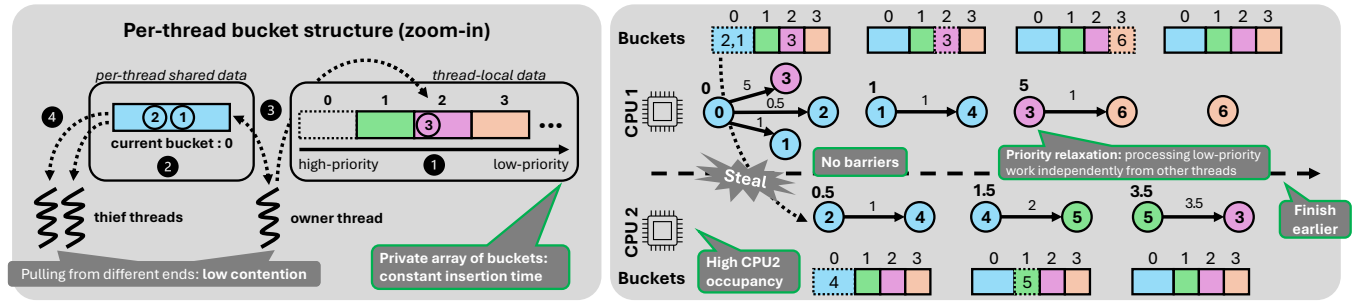 Per-thread bucket structure (zoom-in)
per-thread shared data
thread-local data
4
3
0 1 2 3
2 1
3
current bucket : 0
2
high-priority
1
low-priority
thief threads
owner thread
Pulling from different ends: low contention
Private array of buckets:
constant insertion time
0 1 2 3
0 1 2 3
0 1 2 3
0 1 2 3
Buckets
2,1
3
3
6
CPU 1
0
0
5
3
0.5
2
1
1
1
1
1
4
5
3
1
6
6
No barriers
Priority relaxation: processing low-priority
work independently from other threads
Steal
CPU2
0.5
2
1
4
1.5
4
2
5
3.5
5
3.5
3
Finish
earlier
High CPU2
occupancy
Buckets
0 1 2 3
0 1 2 3
0 1 2 3
4
5